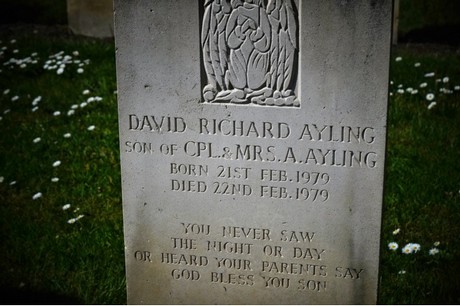 DAVID RICHARD AYLING
SON OF CPL. & MRS. A. AYLING
BORN 21ST FEB. 1979
DIED 22ND FEB. 1979
YOU NEVER SAW
THE NIGHT OR DAY
OR HEARD YOUR PARENTS SAY
GOD BLESS YOU SON